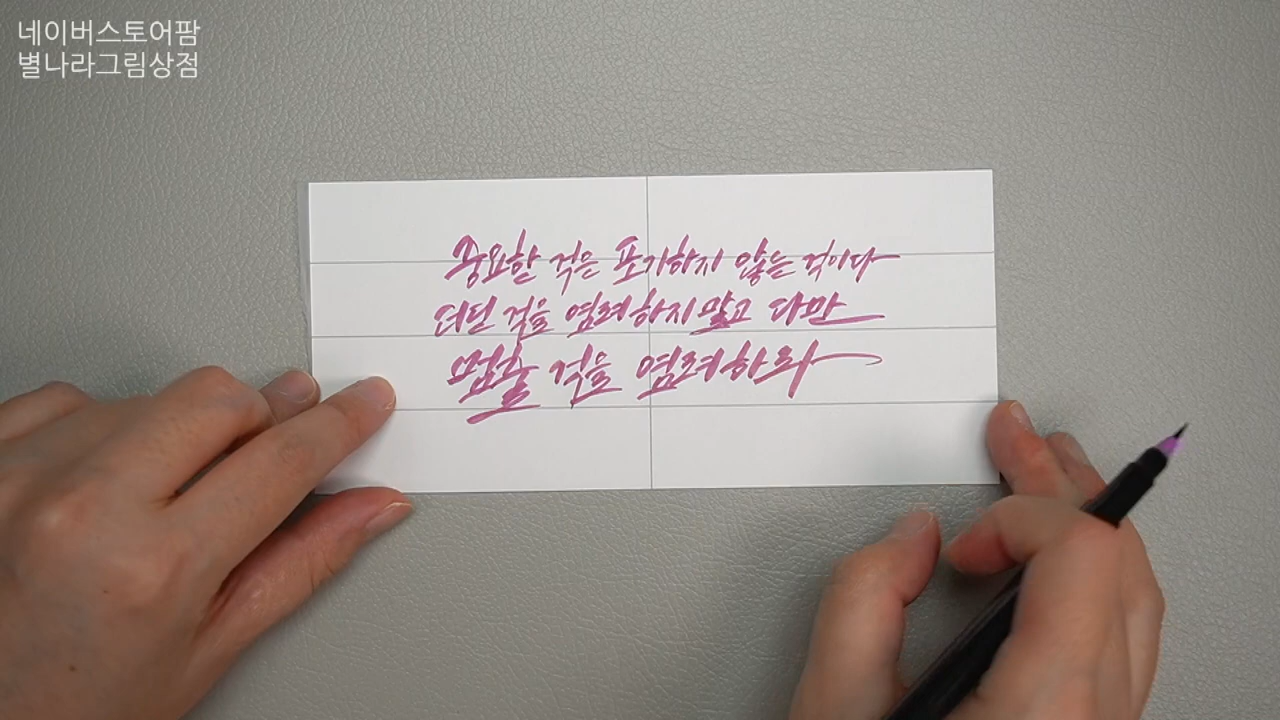 네이버스토어팜
별나라그림상점
중요한 것은 포기하지 않는 것이다
더딘 것을 염려하지 말고 다만
멈출 것을 염려하라